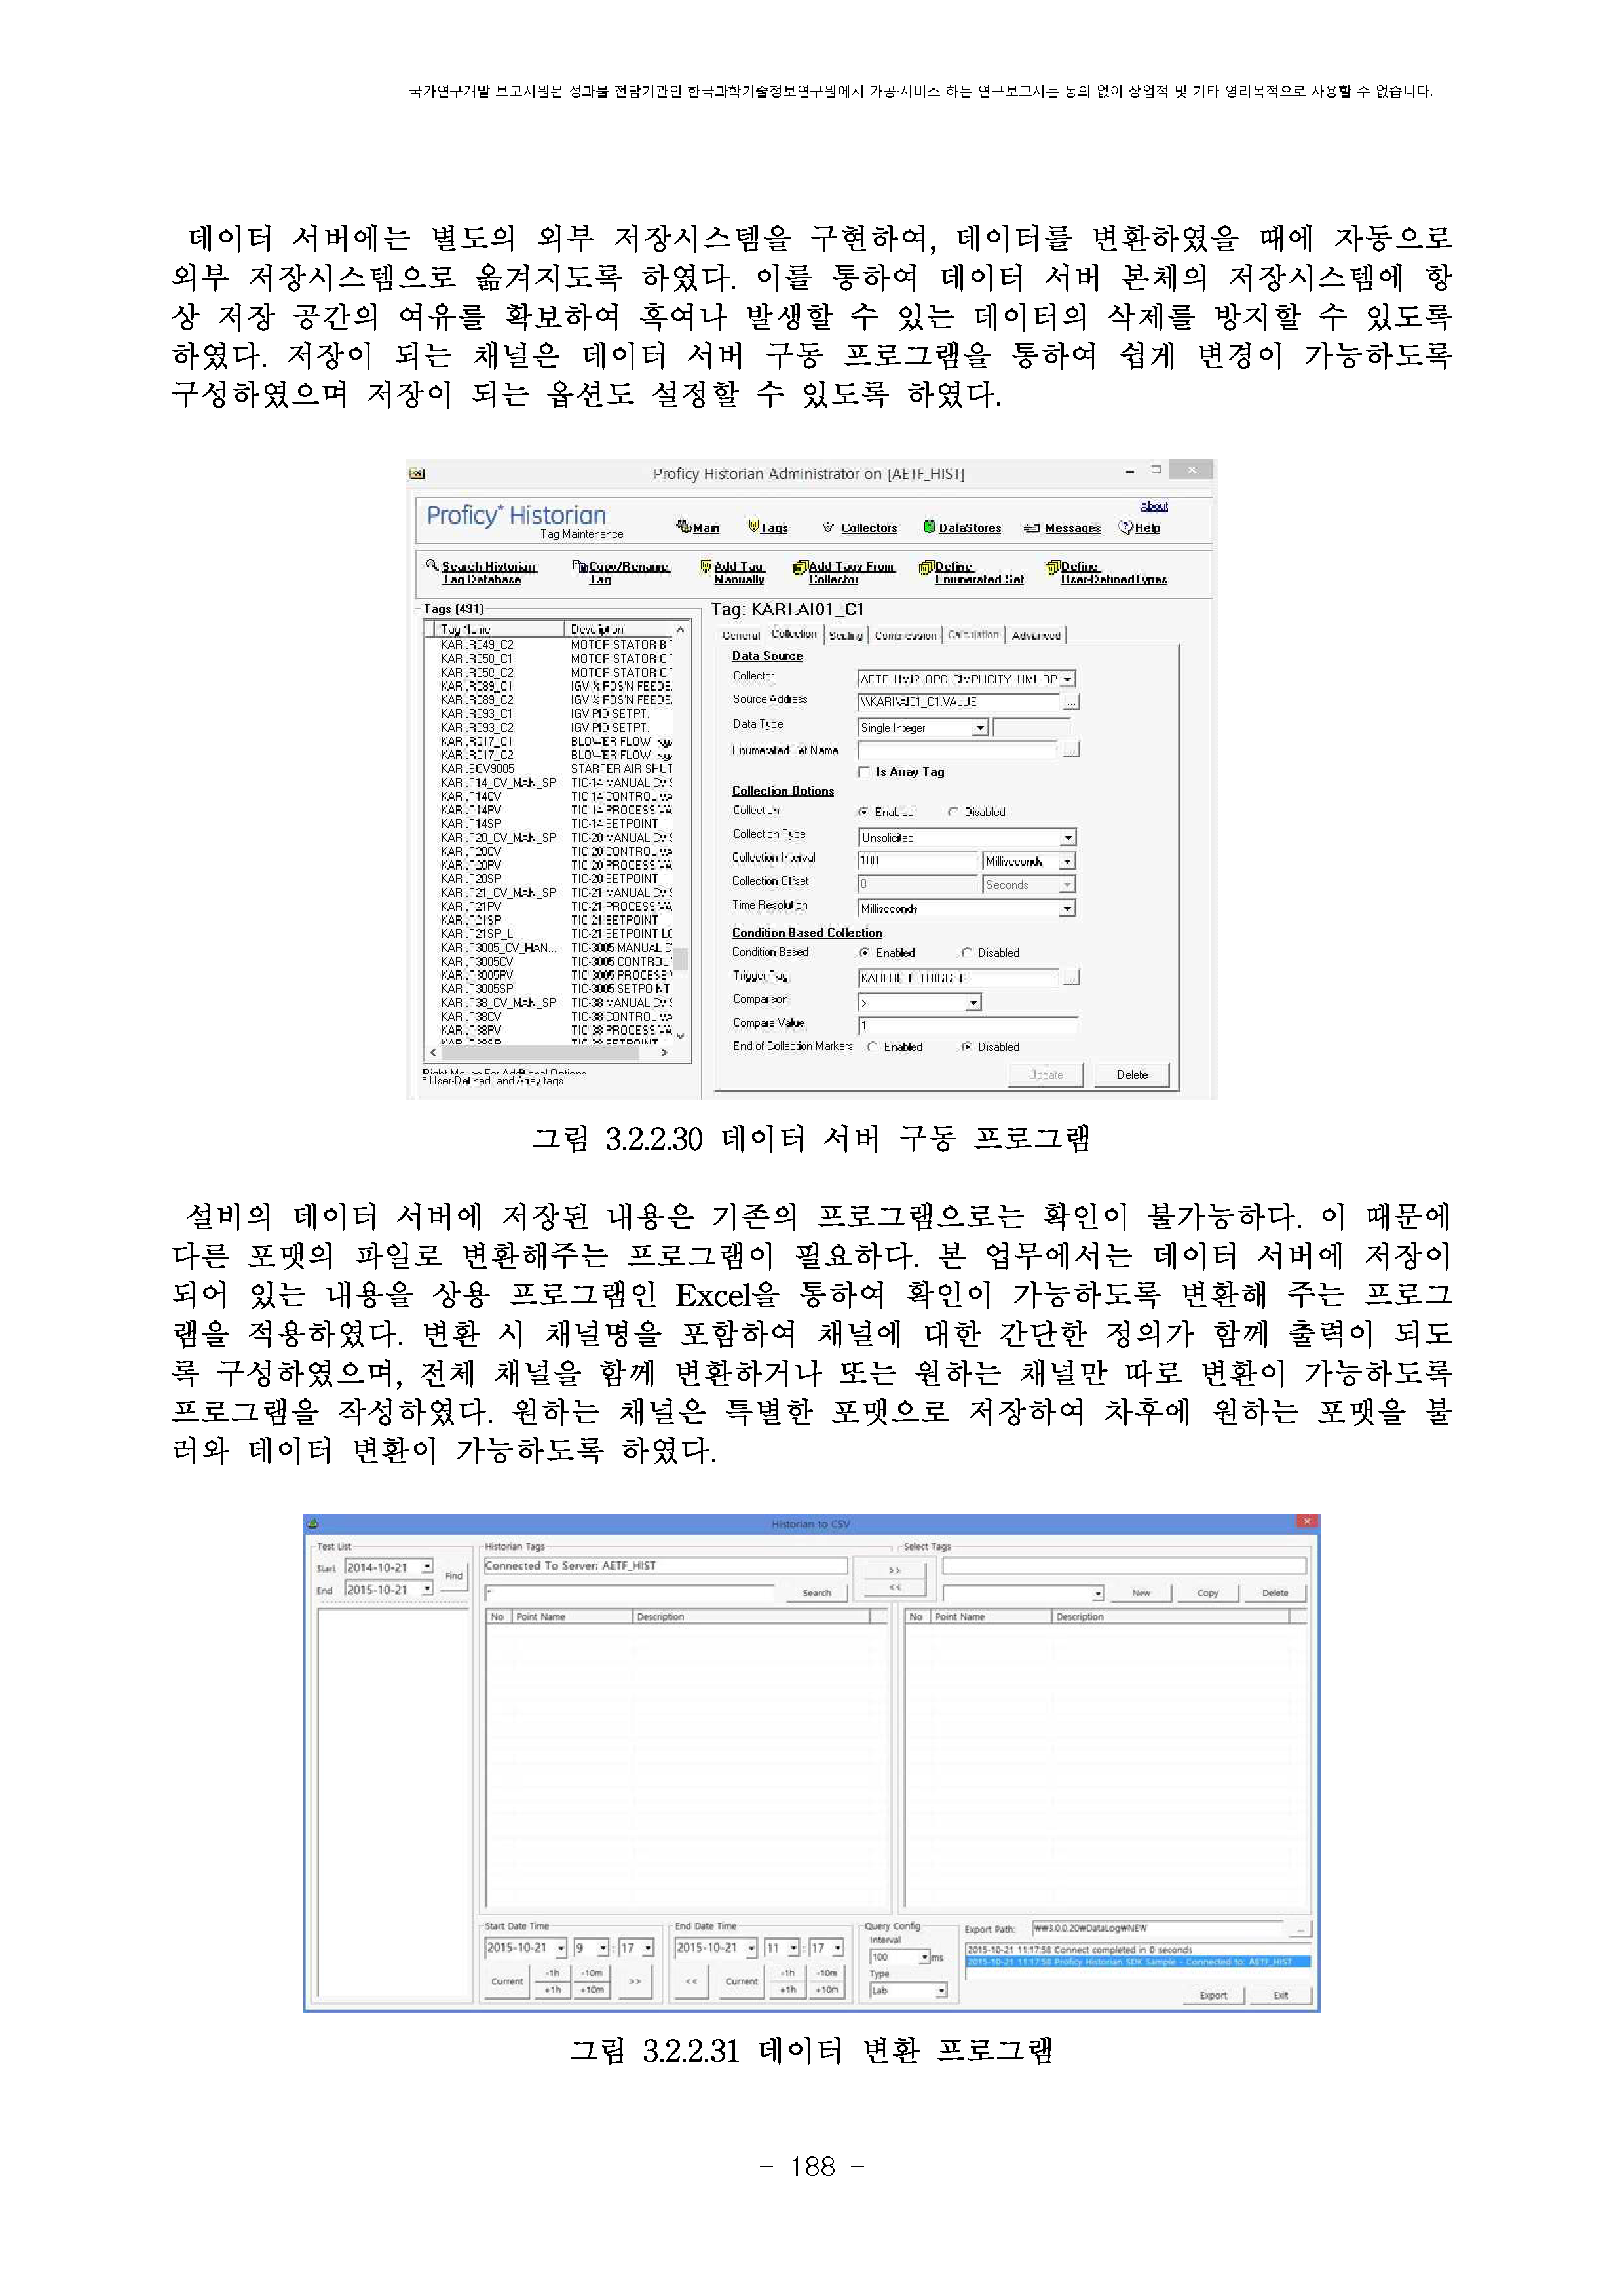 국가연구개발 보고서원문 성과물 전담기관인 한국과학기술정보연구원에서 가공·서비스 하는 연구보고서는 동의 없이 상업적 및 기타 영리목적으로 사용할 수 없습니다.
데이터 서버에는 별도의 외부 저장시스템을 구현하여, 데이터를 변환하였을 때에 자동으로
외부 저장시스템으로 옮겨지도록 하였다. 이를 통하여 데이터 서버 본체의 저장시스템에 항
상 저장 공간의 여유를 확보하여 혹여나 발생할 수 있는 데이터의 삭제를 방지할 수 있도록
하였다. 저장이 되는 채널은 데이터 서버 구동 프로그램을 통하여 쉽게 변경이 가능하도록
구성하였으며 저장이 되는 옵션도 설정할 수 있도록 하였다.
Proficy Historian Administrator on [AETF_HIST]
Proficy* Historian
Tag Maintenance
About
Main Tags Collectors DataStores Messages Help
Search Historian Tag Database
Copy/Rename Tag
Add Tag Manually
Add Tags From Collector
Define Enumerated Set
Define User-DefinedTypes
Tags (491)
Tag Name Description
KARI.R049_C2 MOTOR STATOR B
KARI.R050_C1 MOTOR STATOR C
KARI.R050_C2 MOTOR STATOR C
KARI.R089_C1 IGV % POS'N FEEDB
KARI.R089_C2 IGV % POS'N FEEDB
KARI.R093_C1 IGV PID SETPT.
KARI.R093_C2 IGV PID SETPT.
KARI.R517_C1 BLOWER FLOW Kg
KARI.R517_C2 BLOWER FLOW Kg
KARI.SOV9005 STARTER AIR SHUT
KARI.T14_CV_MAN_SP TIC-14 MANUAL CV
KARI.T14CV TIC-14 CONTROL VA
KARI.T14PV TIC-14 PROCESS VA
KARI.T14SP TIC-14 SETPOINT
KARI.T20_CV_MAN_SP TIC-20 MANUAL CV
KARI.T20CV TIC-20 CONTROL VA
KARI.T20PV TIC-20 PROCESS VA
KARI.T20SP TIC-20 SETPOINT
KARI.T21_CV_MAN_SP TIC-21 MANUAL CV
KARI.T21PV TIC-21 PROCESS VA
KARI.T21SP TIC-21 SETPOINT
KARI.T21SP_L TIC-21 SETPOINT LC
KARI.T3005_CV_MAN... TIC-3005 MANUAL C
KARI.T3005CV TIC-3005 CONTROL
KARI.T3005PV TIC-3005 PROCESS
KARI.T3005SP TIC-3005 SETPOINT
KARI.T38_CV_MAN_SP TIC-38 MANUAL CV
KARI.T38CV TIC-38 CONTROL VA
KARI.T38PV TIC-38 PROCESS VA
* User-Defined and Array tags
Tag: KARI.AI01_C1
General Collection Scaling Compression Calculation Advanced
Data Source
Collector AETF_HMI2_OPC_CIMPLICITY_HMI_OP
Source Address \\KARI\AI01_C1.VALUE ...
Data Type Single Integer
Enumerated Set Name ...
Is Array Tag
Collection Options
Collection Enabled Disabled
Collection Type Unsolicited
Collection Interval 100 Milliseconds
Collection Offset 0 Seconds
Time Resolution Milliseconds
Condition Based Collection
Condition Based Enabled Disabled
Trigger Tag KARI.HIST_TRIGGER ...
Comparison >
Compare Value 1
End of Collection Markers Enabled Disabled
Update Delete
그림 3.2.2.30 데이터 서버 구동 프로그램
설비의 데이터 서버에 저장된 내용은 기존의 프로그램으로는 확인이 불가능하다. 이 때문에
다른 포맷의 파일로 변환해주는 프로그램이 필요하다. 본 업무에서는 데이터 서버에 저장이
되어 있는 내용을 상용 프로그램인 Excel을 통하여 확인이 가능하도록 변환해 주는 프로그
램을 적용하였다. 변환 시 채널명을 포함하여 채널에 대한 간단한 정의가 함께 출력이 되도
록 구성하였으며, 전체 채널을 함께 변환하거나 또는 원하는 채널만 따로 변환이 가능하도록
프로그램을 작성하였다. 원하는 채널은 특별한 포맷으로 저장하여 차후에 원하는 포맷을 불
러와 데이터 변환이 가능하도록 하였다.
Historian to CSV
Test List
Start 2014-10-21
End 2015-10-21
Find
Historian Tags
Connected To Server: AETF_HIST
* Search
No Point Name Description
>>
<<
Select Tags
New Copy Delete
No Point Name Description
Start Date Time
2015-10-21 9 : 17
Current -1h -10m >>
+1h +10m
End Date Time
2015-10-21 11 : 17
<< Current -1h -10m
+1h +10m
Query Config
Interval
100 ms
Type
Lab
Export Path: ₩₩3.0.0.20₩DataLog₩NEW ...
2015-10-21 11:17:58 Connect completed in 0 seconds
2015-10-21 11:17:58 Proficy Historian SDK Sample - Connected to: AETF_HIST
Export Exit
그림 3.2.2.31 데이터 변환 프로그램
- 188 -